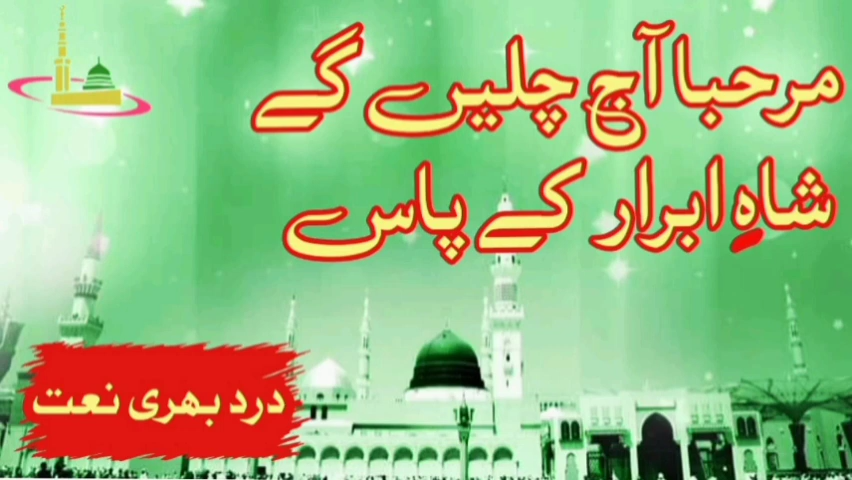 مرحبا آج چلیں گے
شاہِ ابرار کے پاس
درد بھری نعت